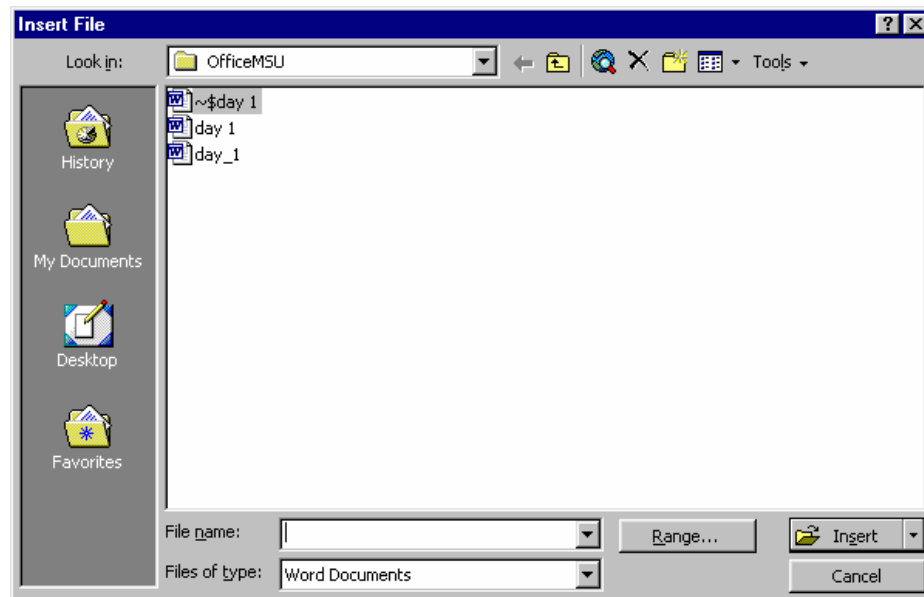 Insert File
Look in: OfficeMSU Tools
~$day 1
day 1
day_1
History
My Documents
Desktop
Favorites
File name: Range... Insert
Files of type: Word Documents Cancel